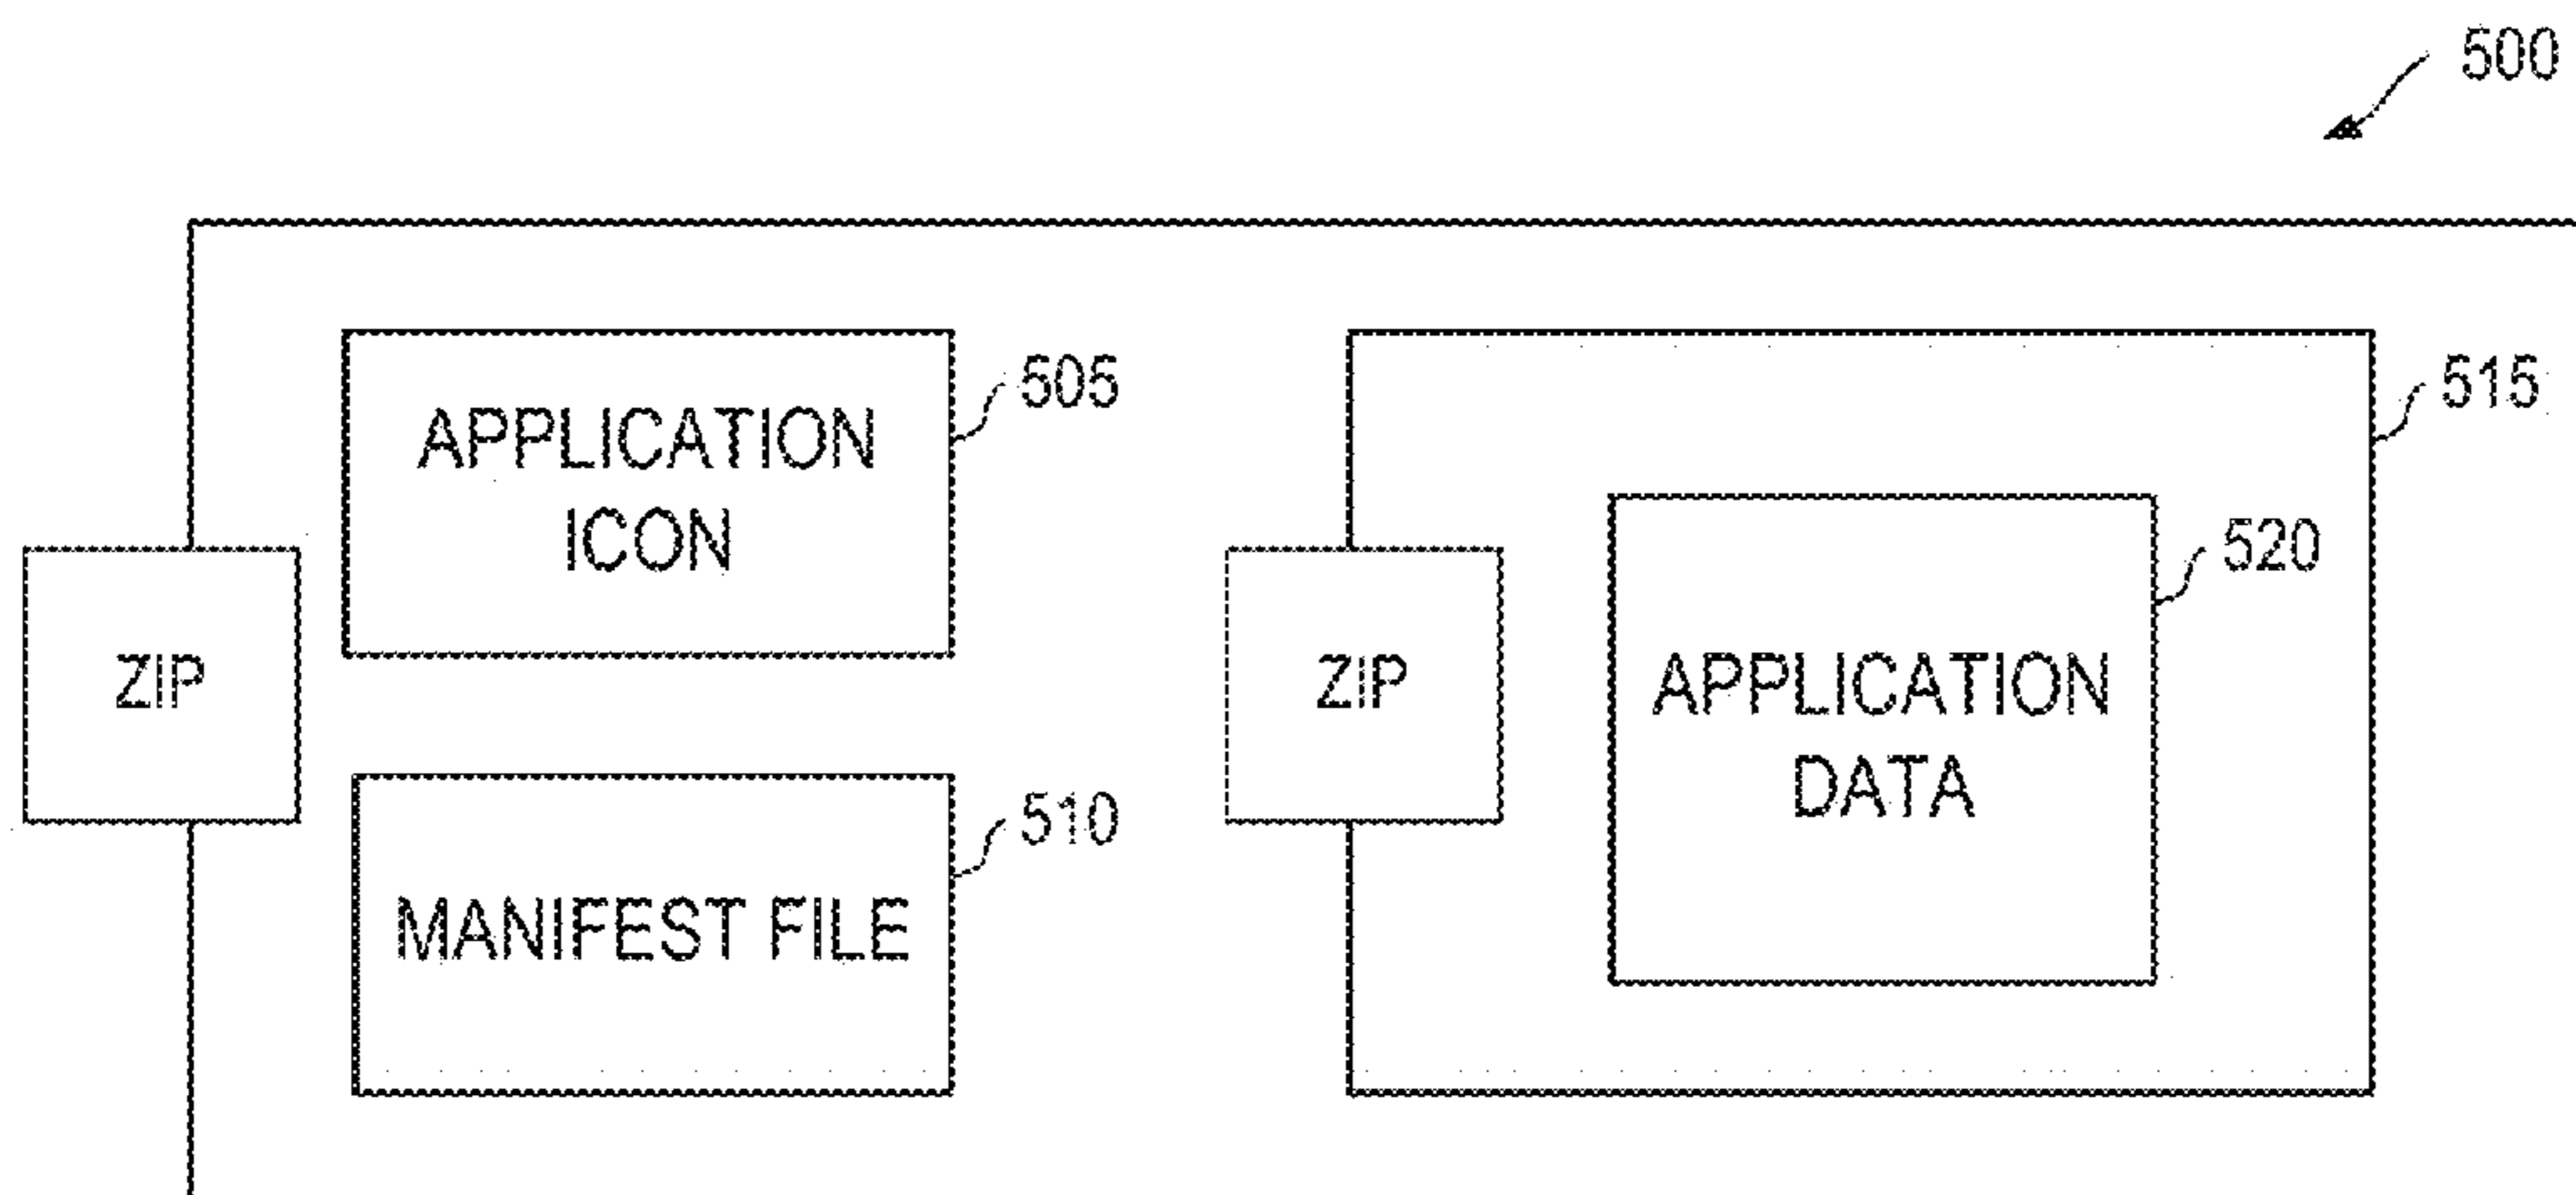 500
APPLICATION
ICON
505
515
ZIP
ZIP
APPLICATION
DATA
520
MANIFEST FILE
510